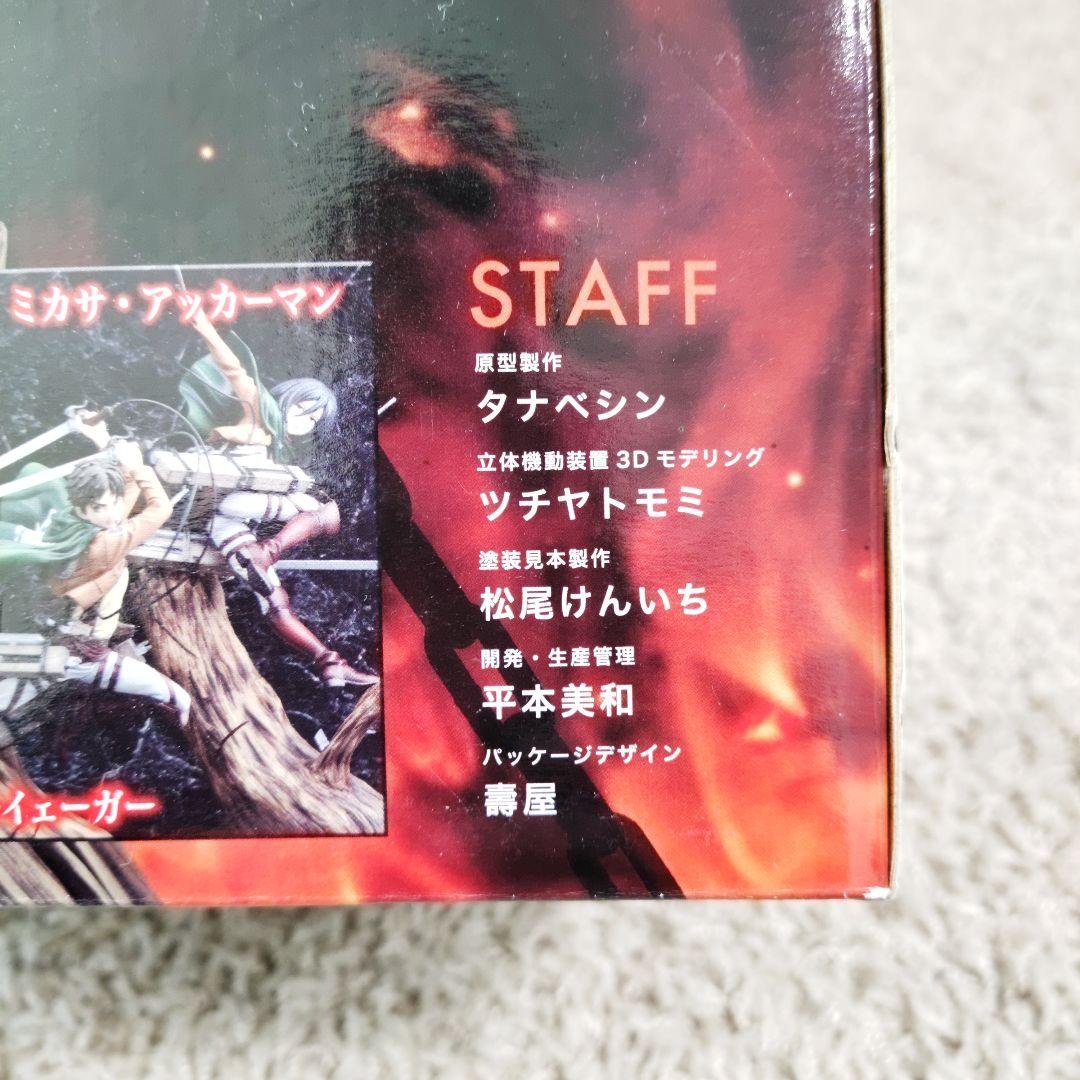 ミカサ・アッカーマン
イェーガー
STAFF
原型製作
タナベシン
立体機動装置3Dモデリング
ツチヤトモミ
塗装見本製作
松尾けんいち
開発・生産管理
平本美和
パッケージデザイン
壽屋